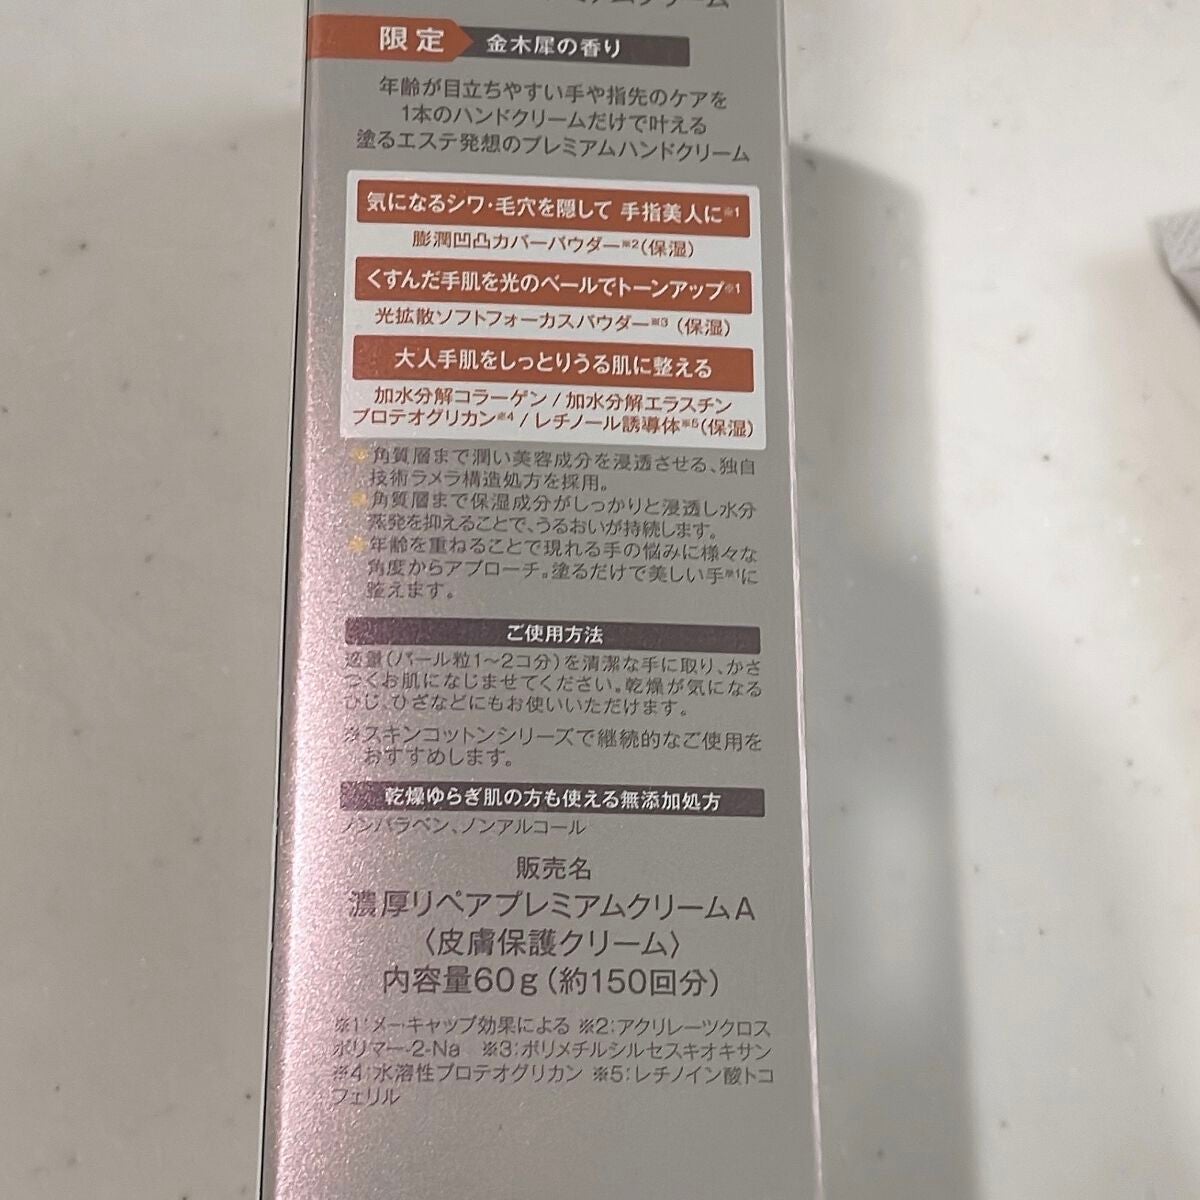 ミアムクリーム
限定 金木犀の香り
年齢が目立ちやすい手や指先のケアを
1本のハンドクリームだけで叶える
塗るエステ発想のプレミアムハンドクリーム
気になるシワ・毛穴を隠して 手指美人に※1
膨潤凹凸カバーパウダー※2(保湿)
くすんだ手肌を光のベールでトーンアップ※1
光拡散ソフトフォーカスパウダー※3(保湿)
大人手肌をしっとりうる肌に整える
加水分解コラーゲン / 加水分解エラスチン
プロテオグリカン※4 / レチノール誘導体※5(保湿)
角質層まで潤い美容成分を浸透させる、独自
技術ラメラ構造処方を採用。
角質層まで保湿成分がしっかりと浸透し水分
蒸発を抑えることで、うるおいが持続します。
年齢を重ねることで現れる手の悩みに様々な
角度からアプローチ。塗るだけで美しい手※1に
整えます。
ご使用方法
適量(パール粒1～2コ分)を清潔な手に取り、かさ
つくお肌になじませてください。乾燥が気になる
ひじ、ひざなどにもお使いいただけます。
※スキンコットンシリーズで継続的なご使用を
おすすめします。
乾燥ゆらぎ肌の方も使える無添加処方
ノンパラベン、ノンアルコール
販売名
濃厚リペアプレミアムクリームA
〈皮膚保護クリーム〉
内容量60g(約150回分)
※1:メーキャップ効果による ※2:アクリレーツクロス
ポリマー-2-Na ※3:ポリメチルシルセスキオキサン
※4:水溶性プロテオグリカン ※5:レチノイン酸トコ
フェリル